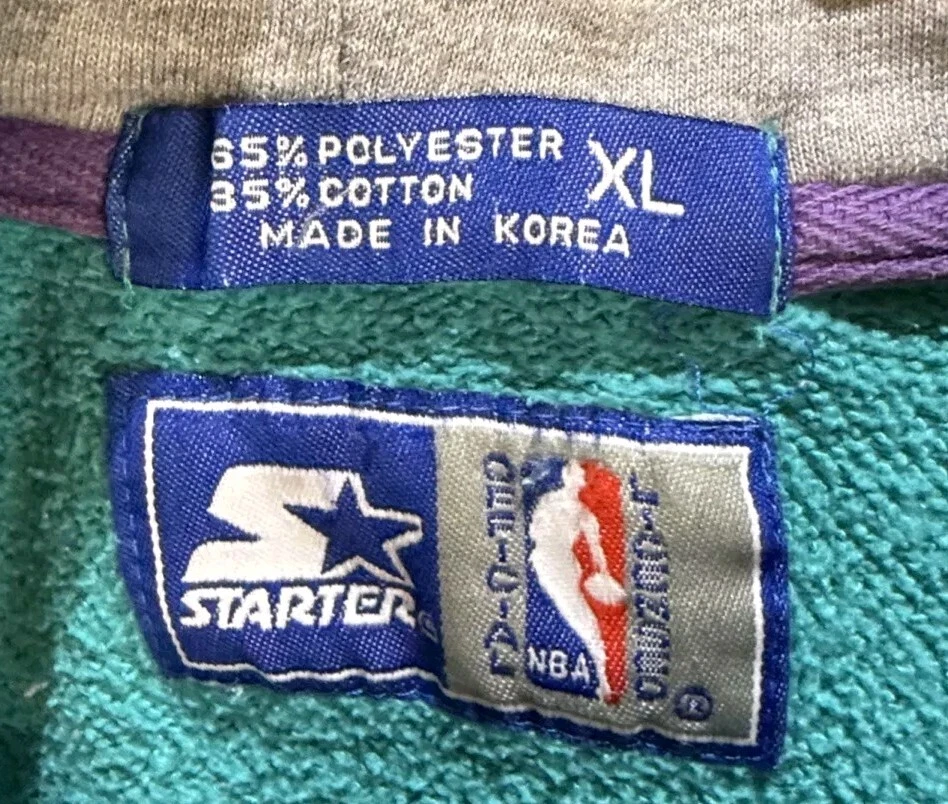 65% POLYESTER
35% COTTON
XL
MADE IN KOREA
STARTER
OFFICIAL
NBA
LICENSED
®